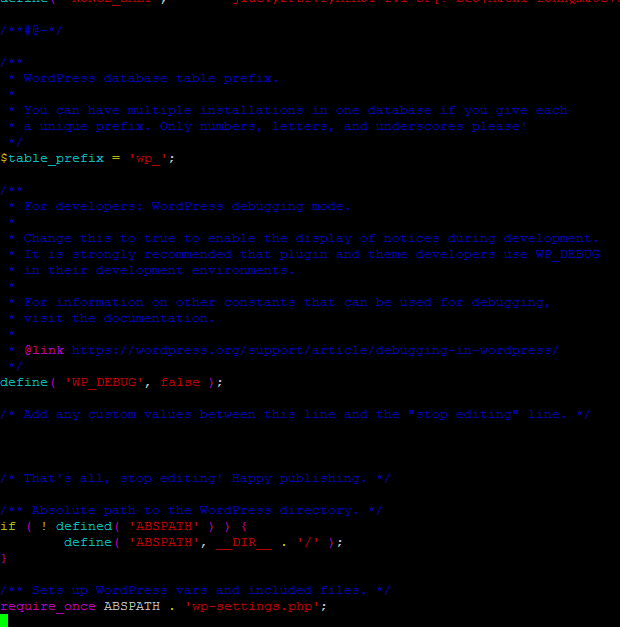 /**#@-*/
/**
* WordPress database table prefix.
*
* You can have multiple installations in one database if you give each
* a unique prefix. Only numbers, letters, and underscores please!
*/
$table_prefix = 'wp_';
/**
* For developers: WordPress debugging mode.
*
* Change this to true to enable the display of notices during development.
* It is strongly recommended that plugin and theme developers use WP_DEBUG
* in their development environments.
*
* For information on other constants that can be used for debugging,
* visit the documentation.
*
* @link https://wordpress.org/support/article/debugging-in-wordpress/
*/
define( 'WP_DEBUG', false );
/* Add any custom values between this line and the "stop editing" line. */
/* That's all, stop editing! Happy publishing. */
/** Absolute path to the WordPress directory. */
if ( ! defined( 'ABSPATH' ) ) {
define( 'ABSPATH', __DIR__ . '/' );
}
/** Sets up WordPress vars and included files. */
require_once ABSPATH . 'wp-settings.php';